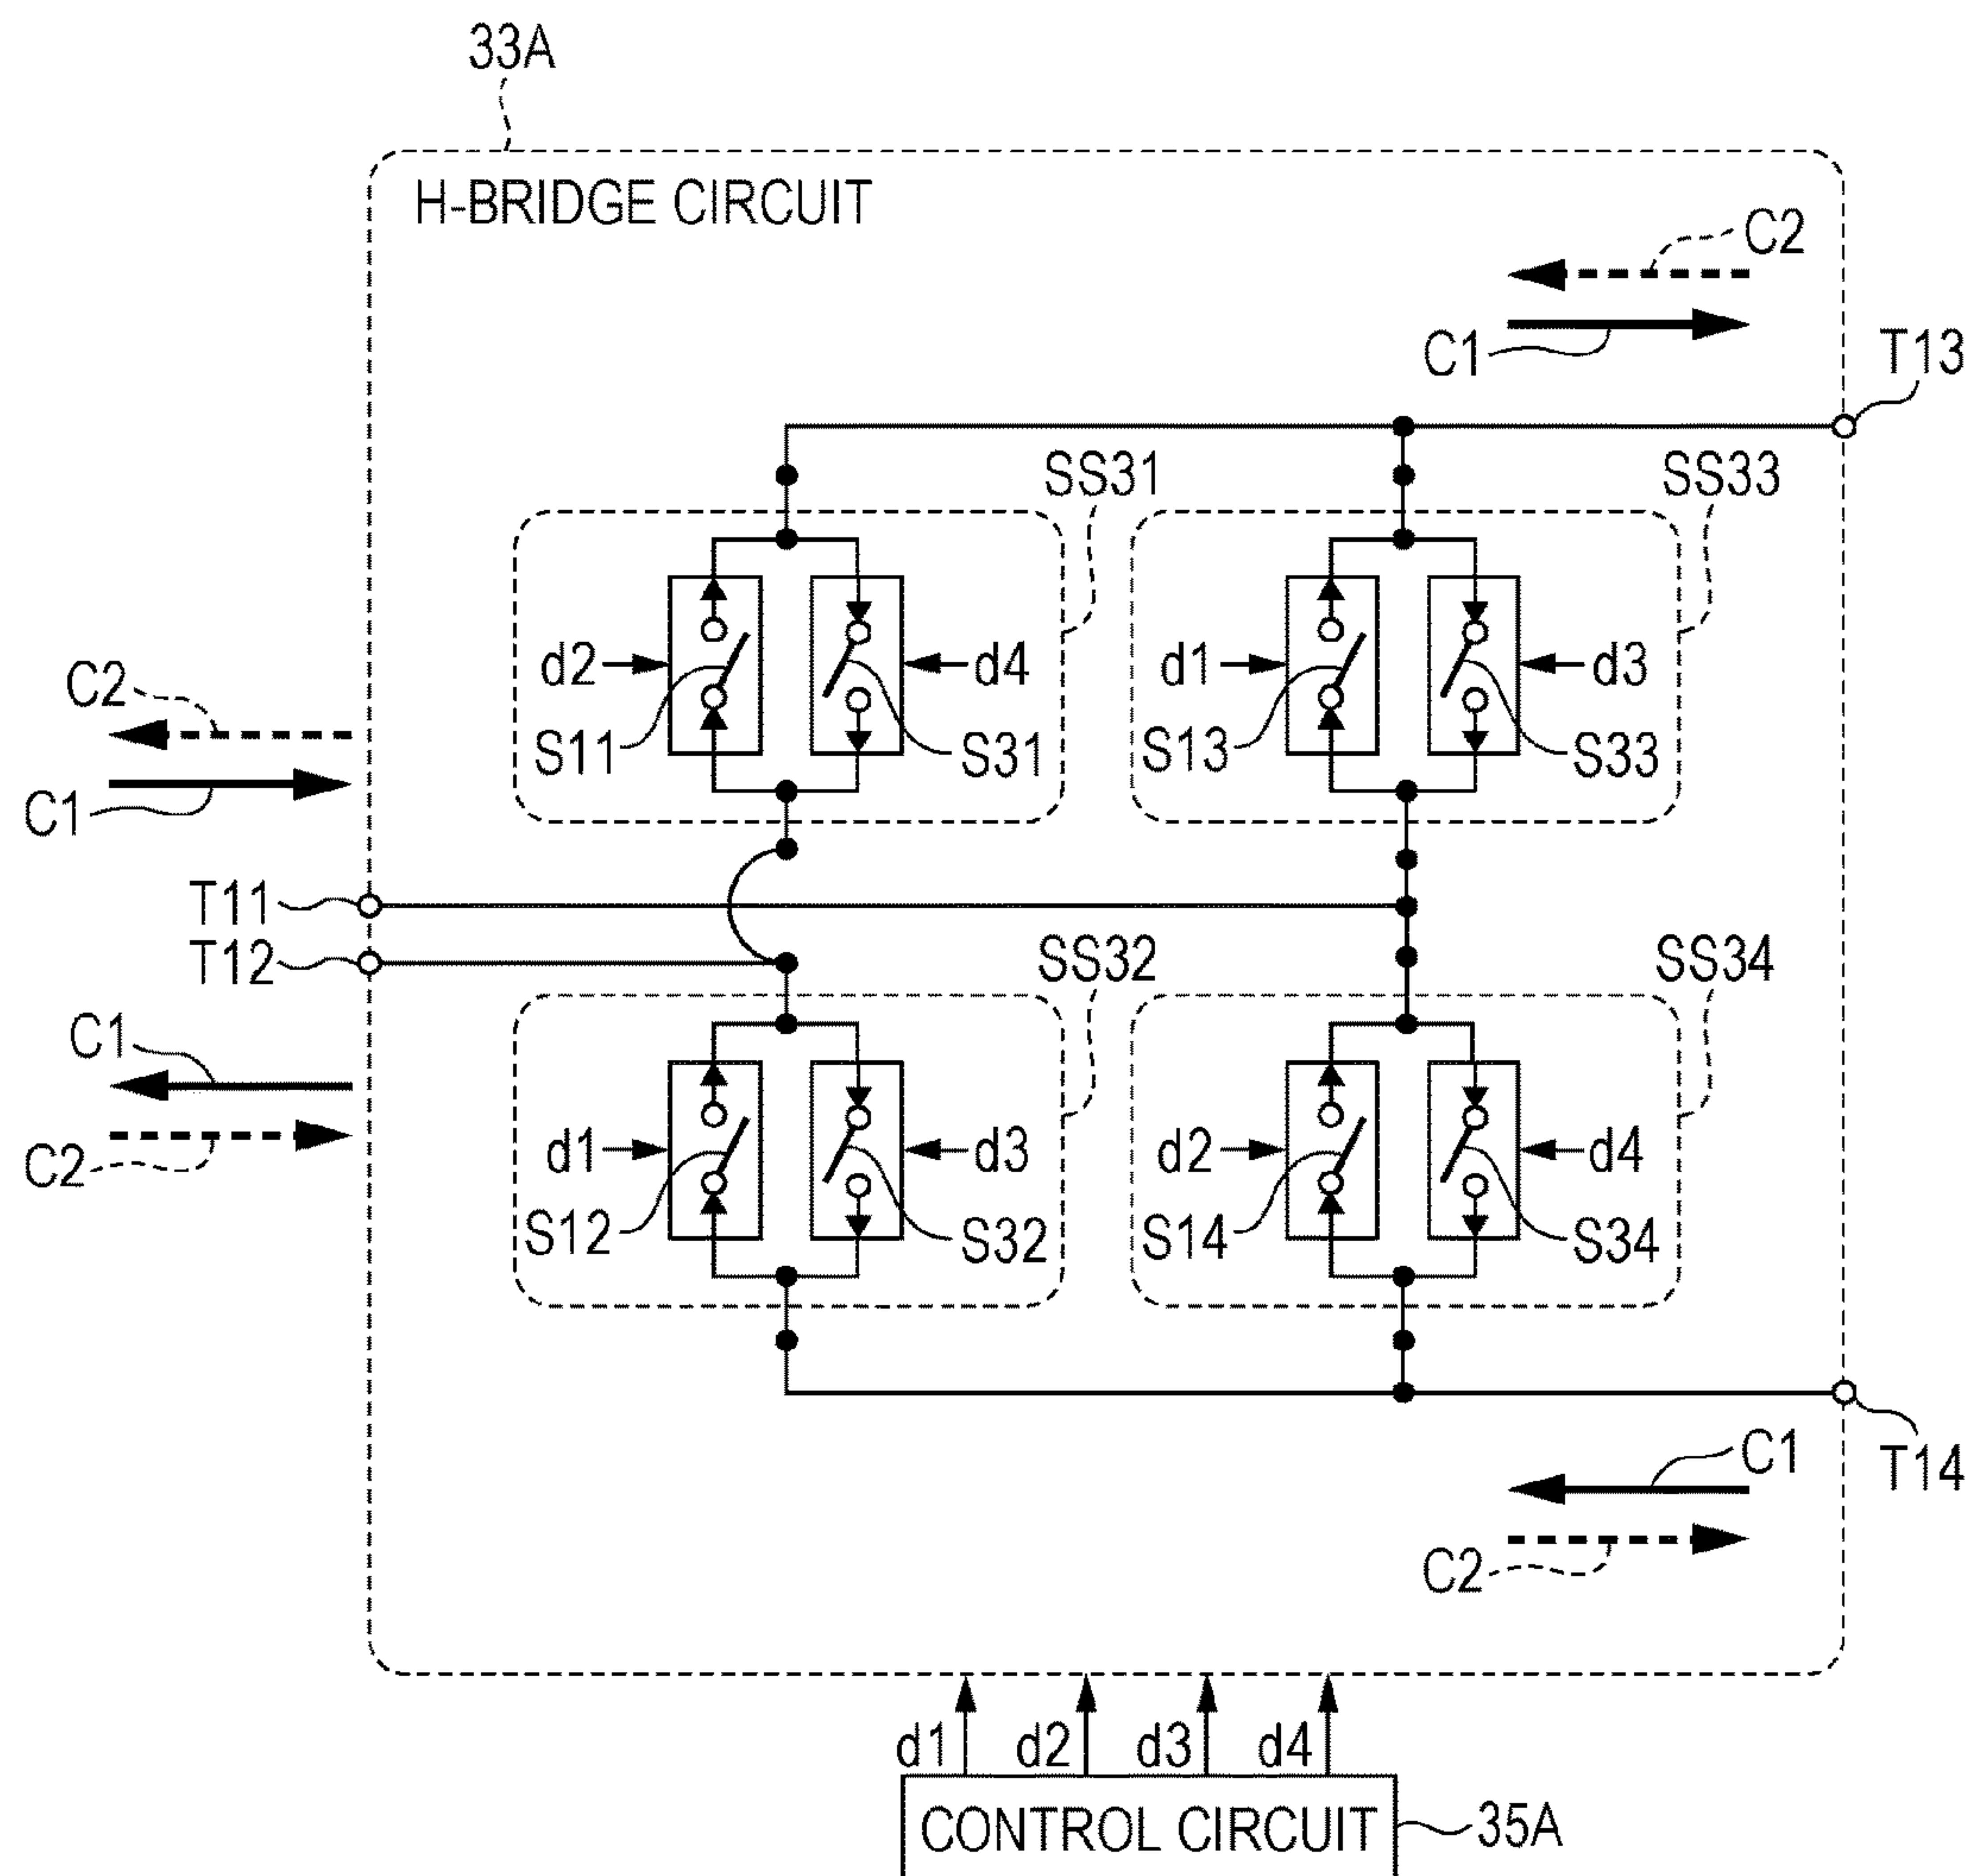 33A
H-BRIDGE CIRCUIT
C2
C1
T13
SS31
SS33
d2
d4
d1
d3
S11
S31
S13
S33
C2
C1
T11
T12
SS32
SS34
C1
C2
d1
d3
d2
d4
S12
S32
S14
S34
C1
C2
T14
d1
d2
d3
d4
CONTROL CIRCUIT
35A